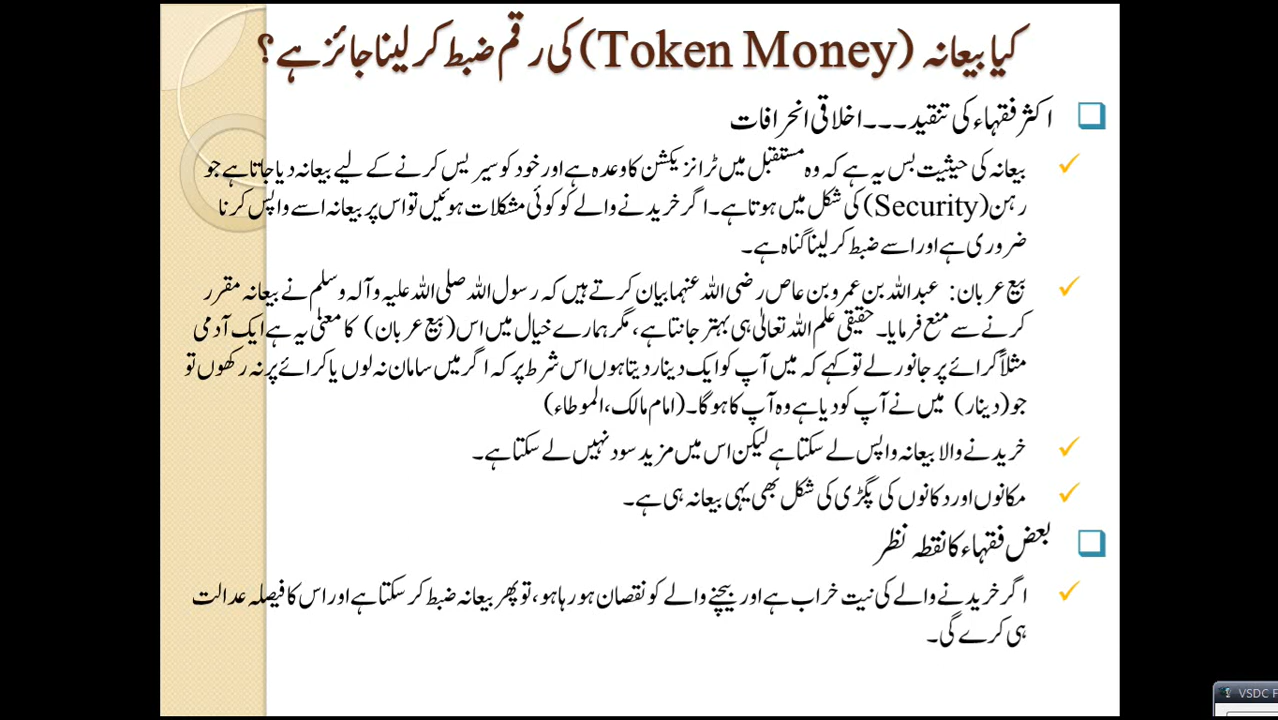 کیا بیعانہ (Token Money) کی رقم ضبط کر لینا جائز ہے؟
اکثر فقہاء کی تنقید۔۔۔ اخلاقی انحرافات
بیعانہ کی حیثیت بس یہ ہے کہ وہ مستقبل میں ٹرانزیکشن کا وعدہ ہے اور خود کو سیریس کرنے کے لیے بیعانہ دیا جاتا ہے جو
رہن (Security) کی شکل میں ہوتا ہے۔ اگر خریدنے والے کو کوئی مشکلات ہوئیں تو اس پر بیعانہ اسے واپس کرنا
ضروری ہے اور اسے ضبط کر لینا گناہ ہے۔
بیع عربان: عبداللہ بن عمرو بن عاص رضی اللہ عنہما بیان کرتے ہیں کہ رسول اللہ صلی اللہ علیہ وآلہ وسلم نے بیعانہ مقرر
کرنے سے منع فرمایا۔ حقیقی علم اللہ تعالیٰ ہی بہتر جانتا ہے، مگر ہمارے خیال میں اس (بیع عربان) کا معنیٰ یہ ہے ایک آدمی
مثلاً کرائے پر جانور لے تو کہے کہ میں آپ کو ایک دینار دیتا ہوں اس شرط پر کہ اگر میں سامان نہ لوں یا کرائے پر نہ رکھوں تو
جو (دینار) میں نے آپ کو دیا ہے وہ آپ کا ہو گا۔ (امام مالک، الموطاء)
خریدنے والا بیعانہ واپس لے سکتا ہے لیکن اس میں مزید سود نہیں لے سکتا ہے۔
مکانوں اور دکانوں کی پگڑی کی شکل بھی یہی بیعانہ ہی ہے۔
بعض فقہاء کا نقطہ نظر
اگر خریدنے والے کی نیت خراب ہے اور بیچنے والے کو نقصان ہو رہا ہو، تو پھر بیعانہ ضبط کر سکتا ہے اور اس کا فیصلہ عدالت
ہی کرے گی۔
VSDC F